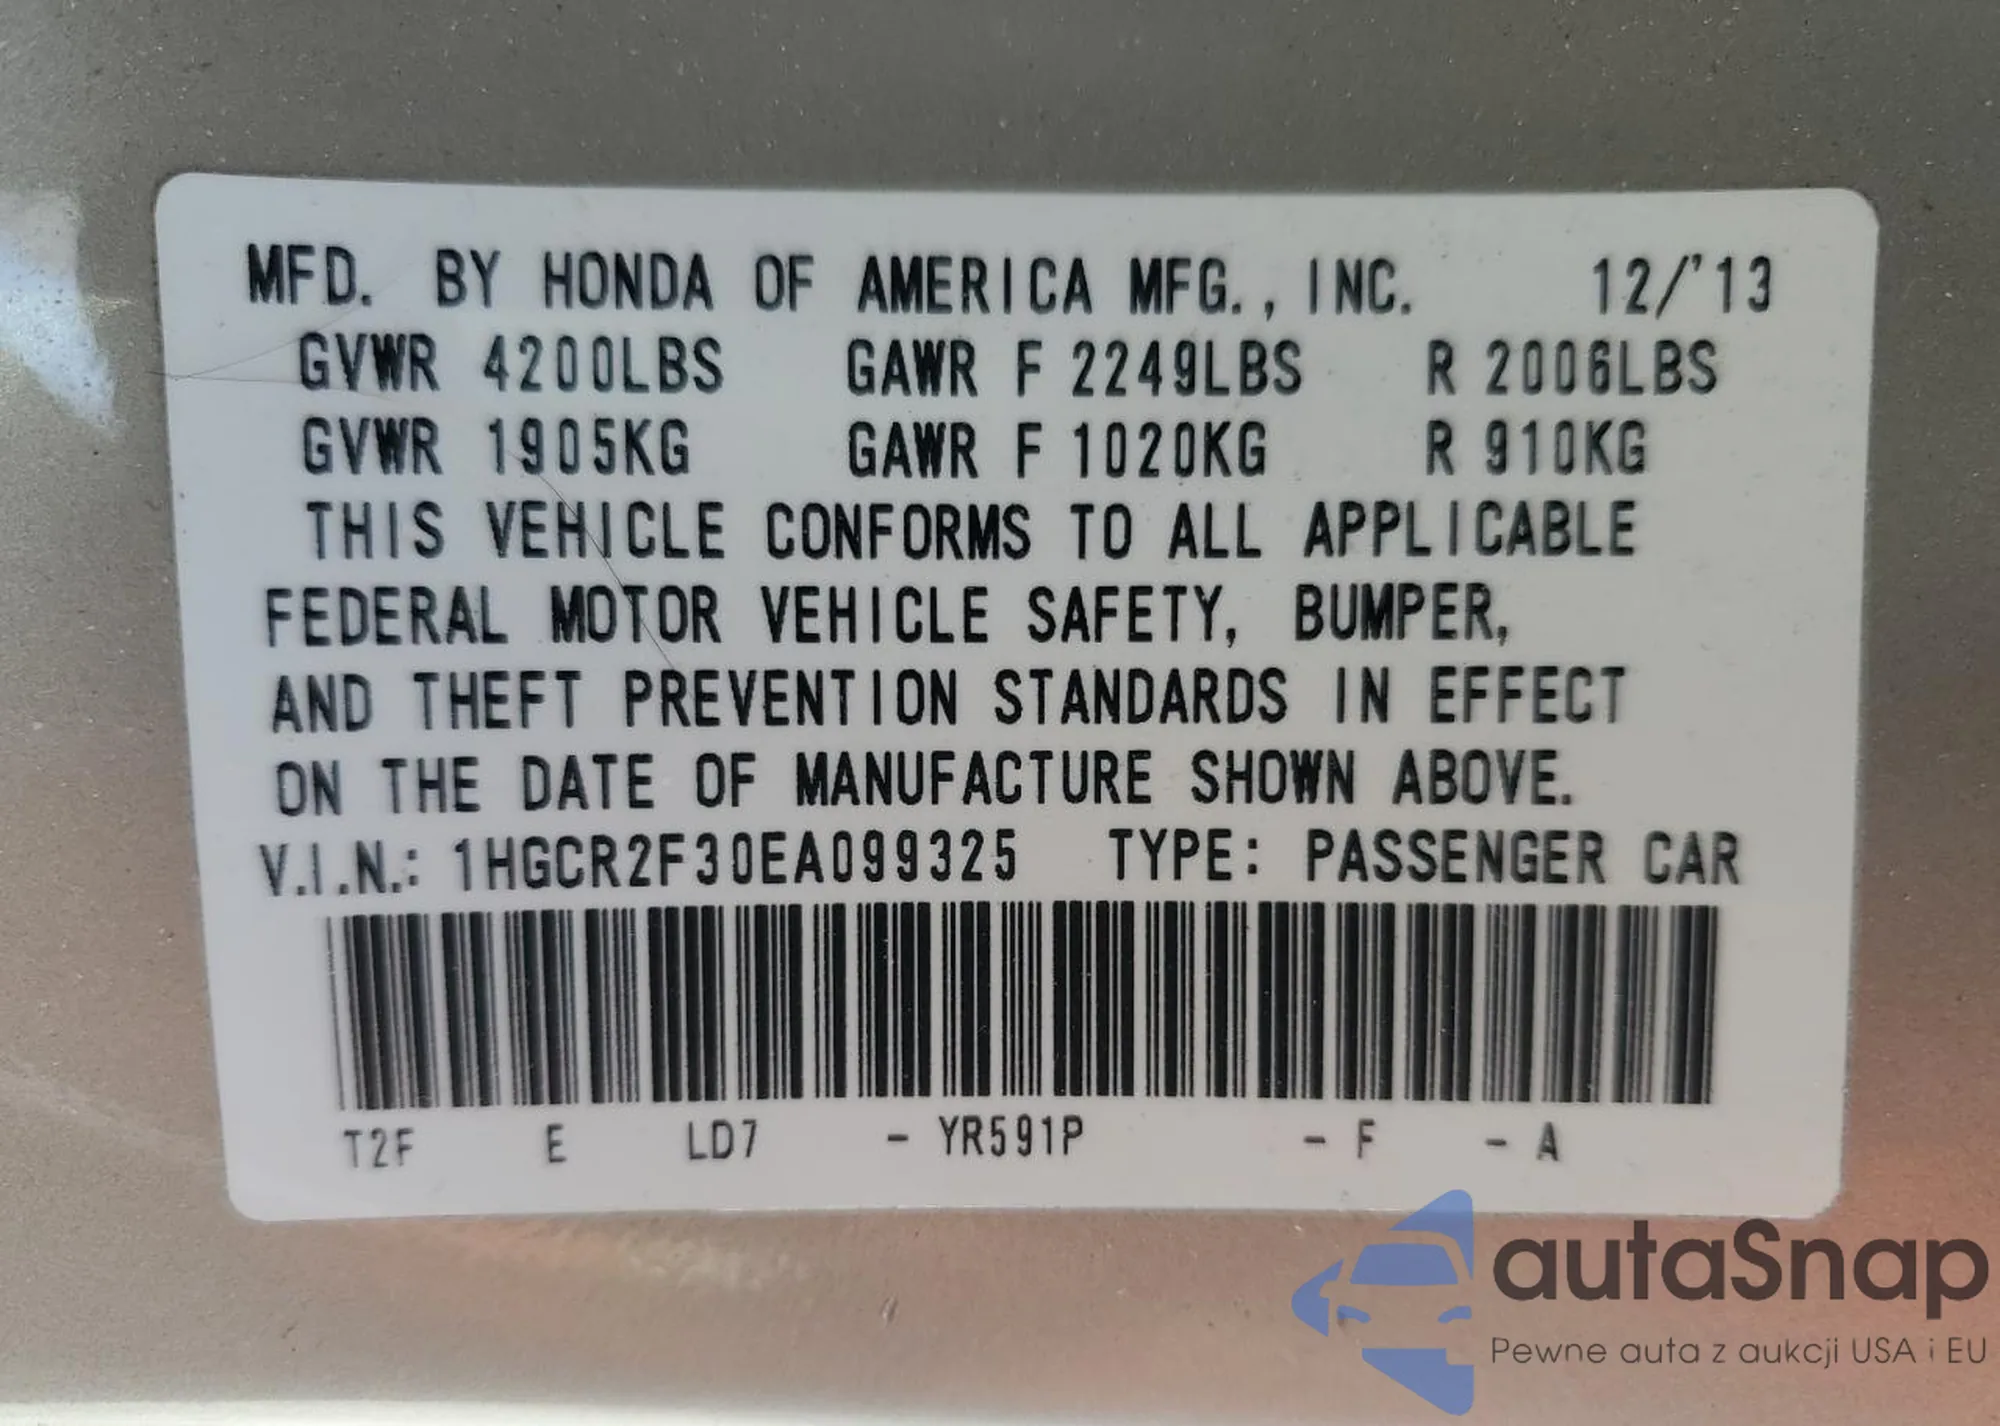 MFD. BY HONDA OF AMERICA MFG., INC. 12/'13
GVWR 4200LBS GAWR F 2249LBS R 2006LBS
GVWR 1905KG GAWR F 1020KG R 910KG
THIS VEHICLE CONFORMS TO ALL APPLICABLE
FEDERAL MOTOR VEHICLE SAFETY, BUMPER,
AND THEFT PREVENTION STANDARDS IN EFFECT
ON THE DATE OF MANUFACTURE SHOWN ABOVE.
V.I.N.: 1HGCR2F30EA099325 TYPE: PASSENGER CAR
T2F E LD7 - YR591P - F - A
autaSnap
Pewne auta z aukcji USA i EU